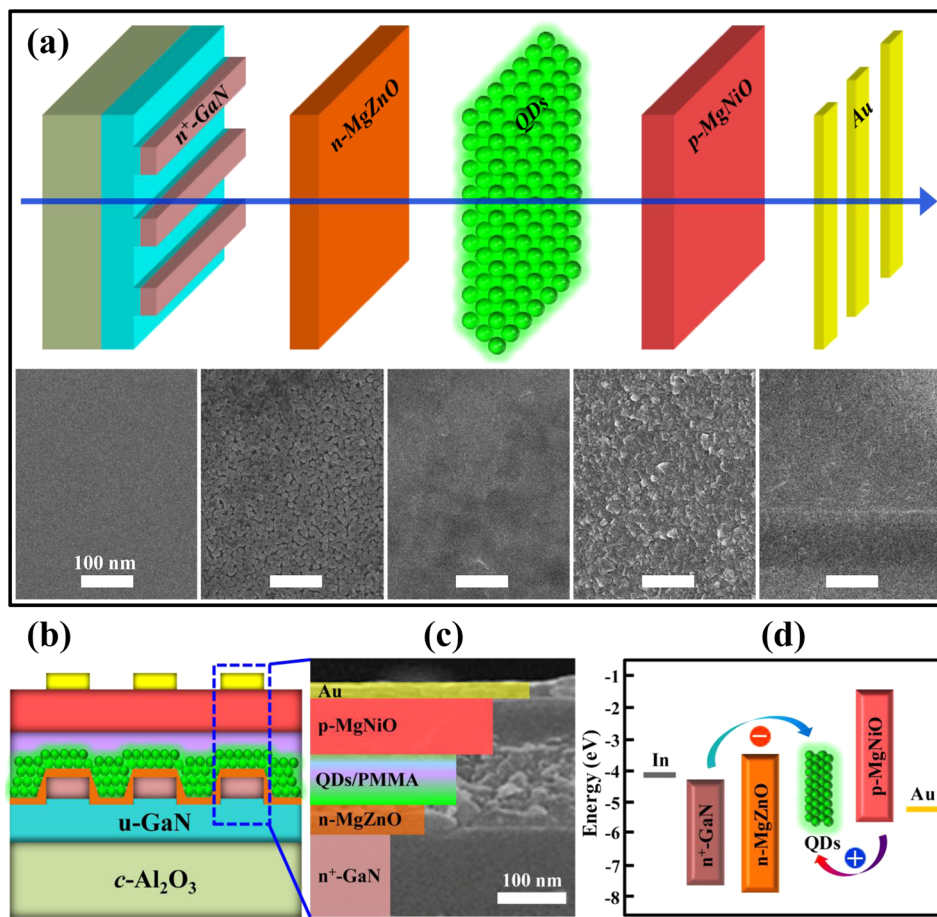 (a)
n⁺-GaN
n-MgZnO
QDs
p-MgNiO
Au
100 nm
(b)
u-GaN
c-Al₂O₃
(c)
Au
p-MgNiO
QDs/PMMA
n-MgZnO
n⁺-GaN
100 nm
(d)
Energy (eV)
-1
-2
-3
-4
-5
-6
-7
-8
In
n⁺-GaN
n-MgZnO
QDs
p-MgNiO
Au
−
+